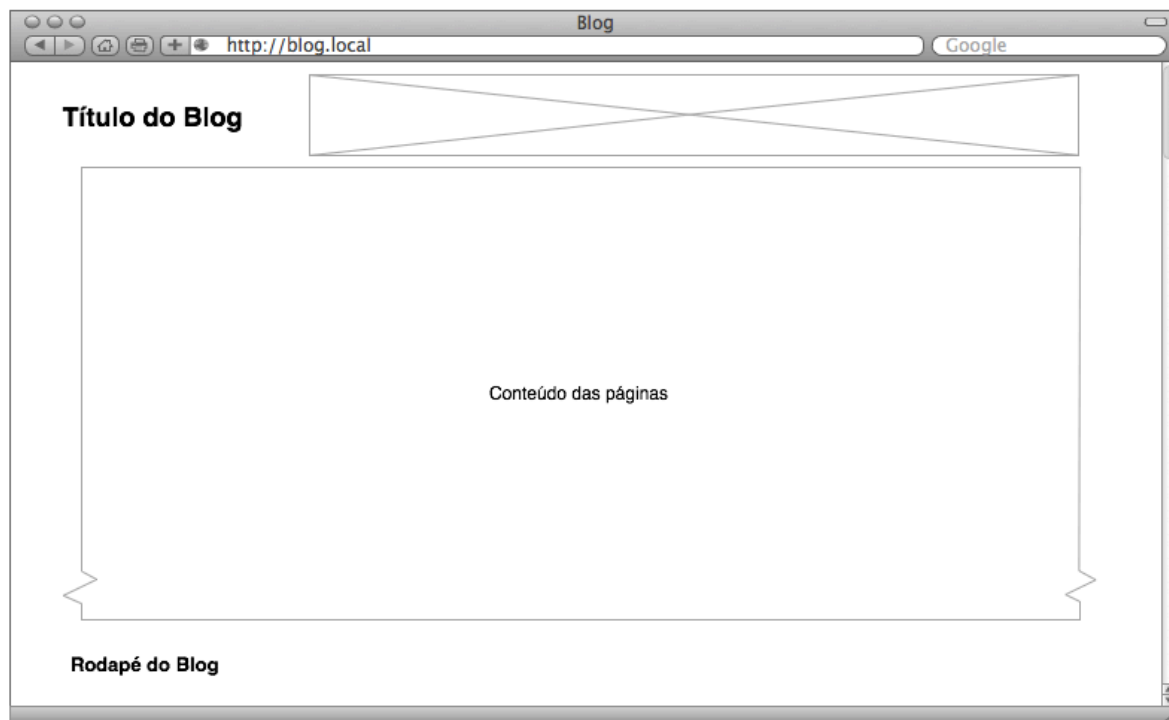 Blog
http://blog.local
Google
Título do Blog
Conteúdo das páginas
Rodapé do Blog